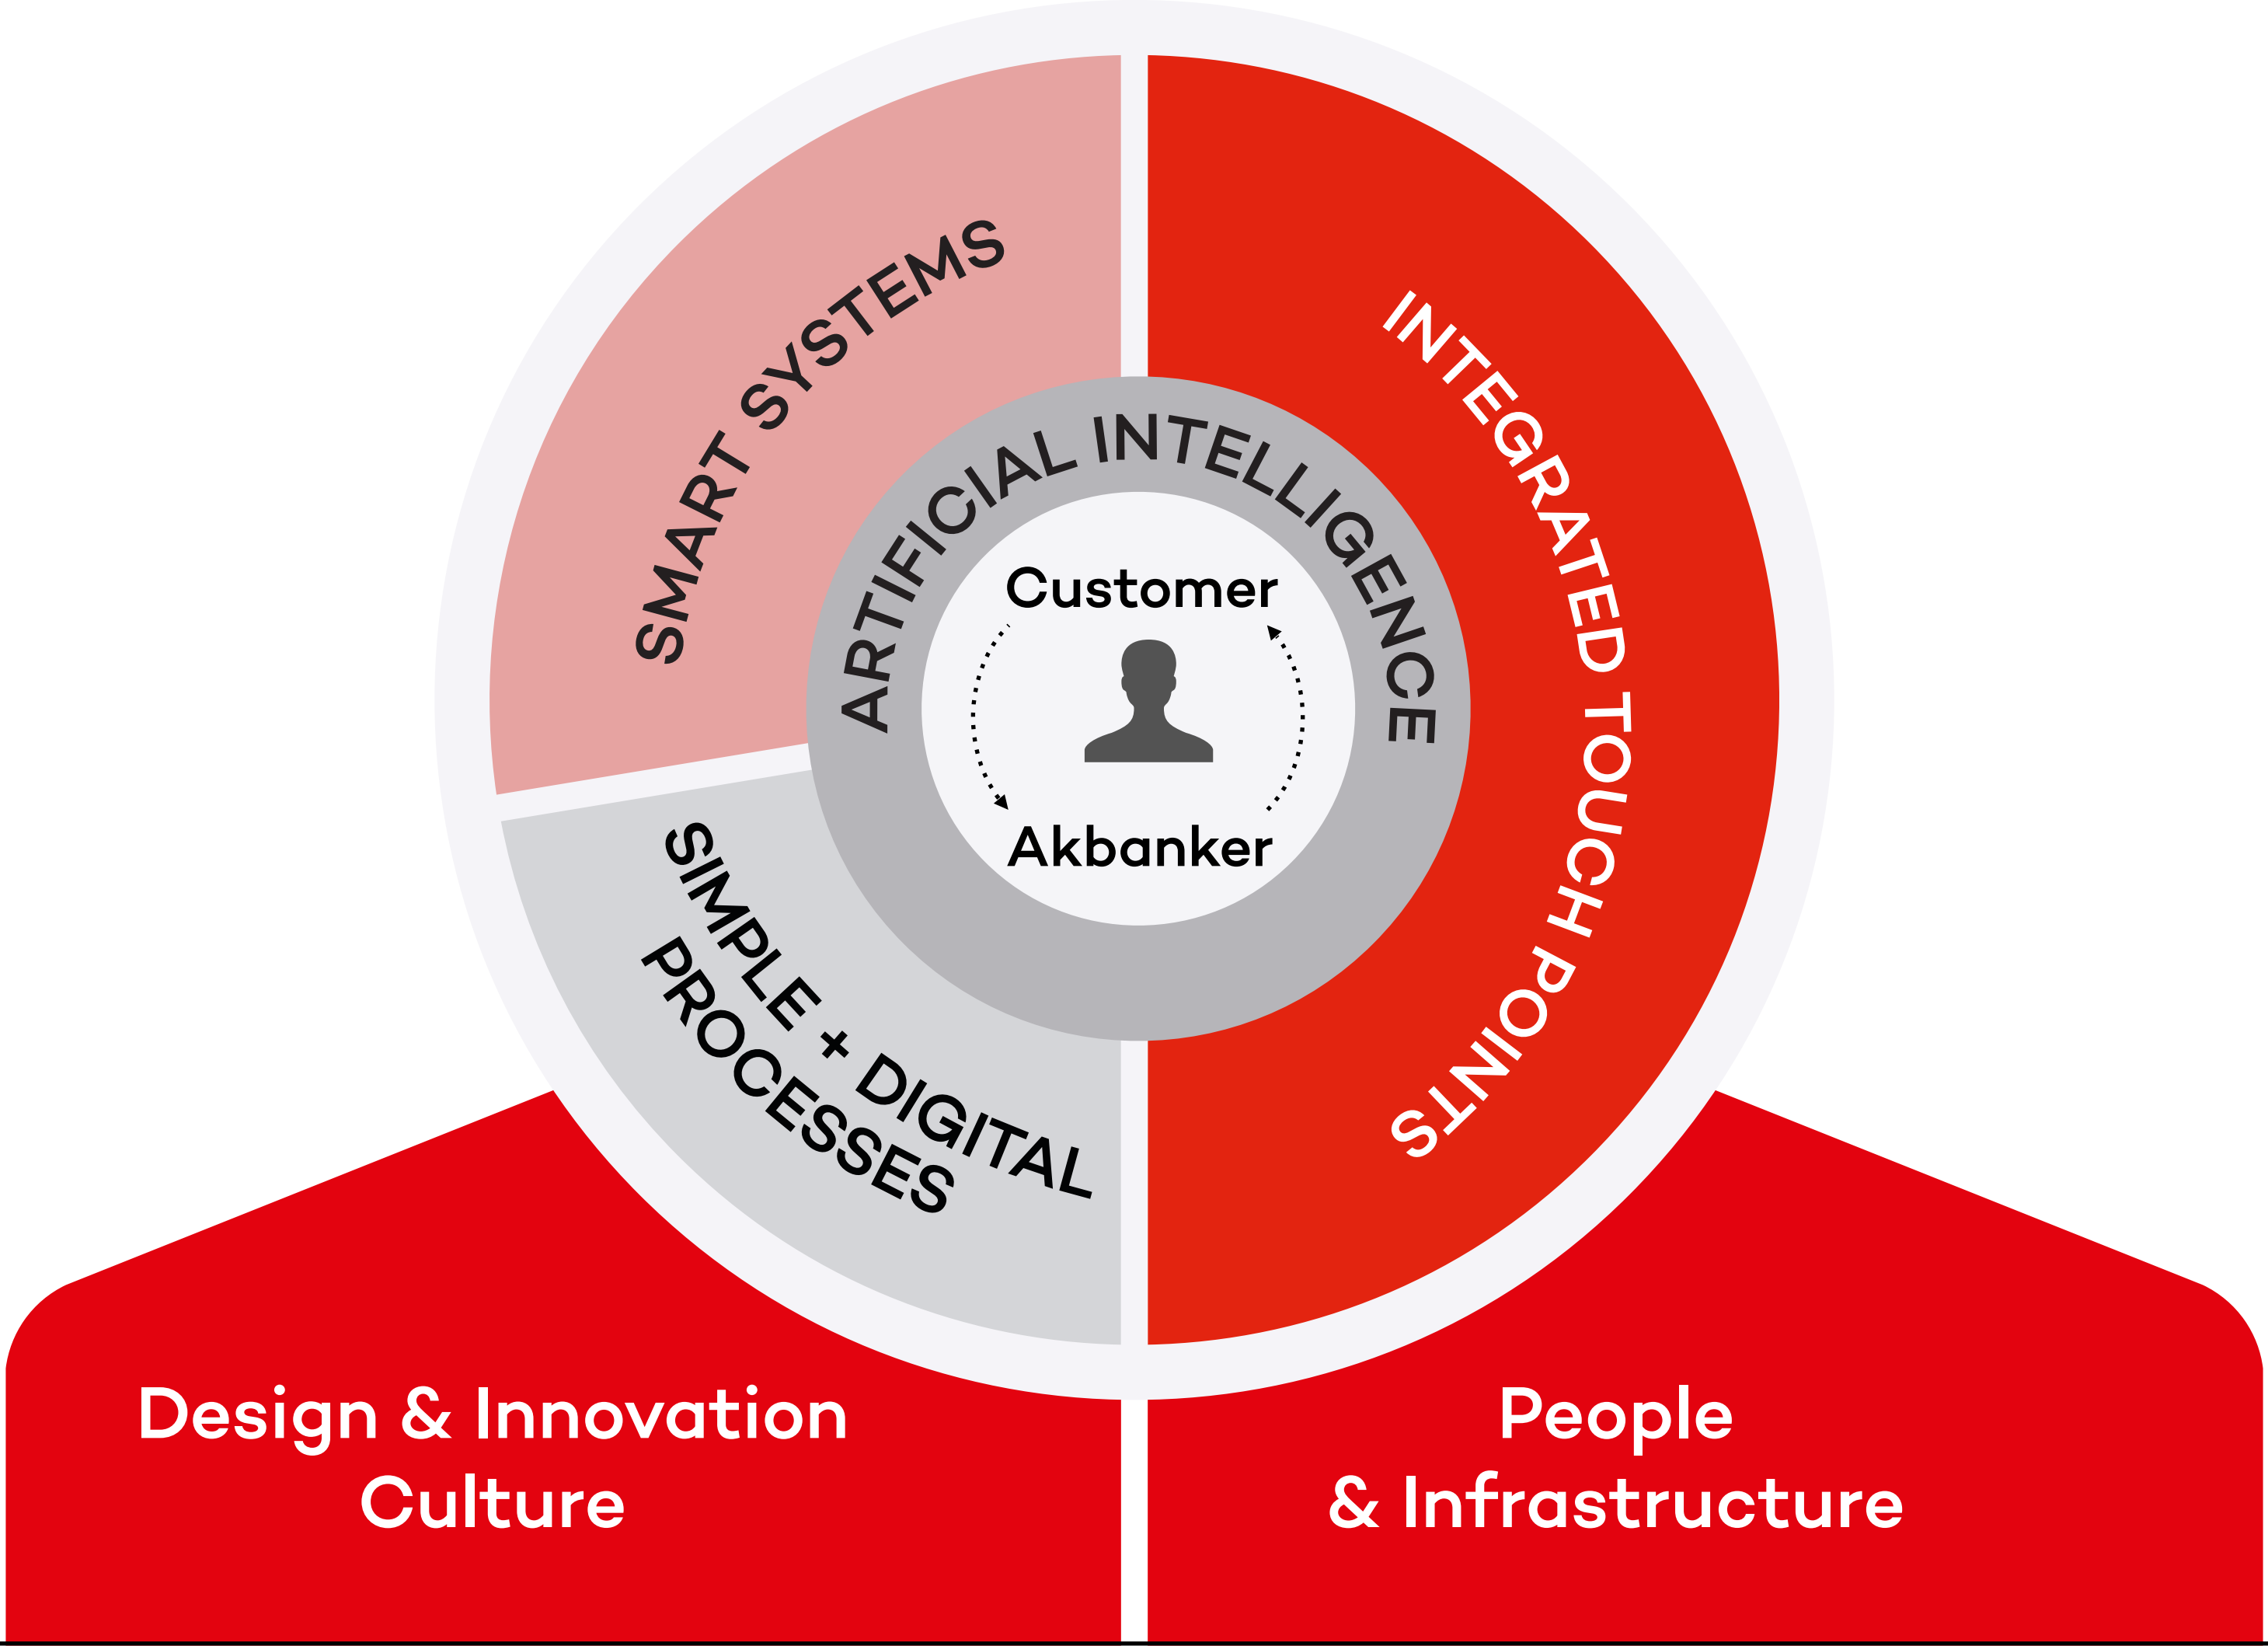 SMART SYSTEMS
INTEGRATED TOUCH POINTS
ARTIFICIAL INTELLIGENCE
Customer
Akbanker
SIMPLE + DIGITAL
PROCESSES
Design & Innovation
Culture
People
& Infrastructure